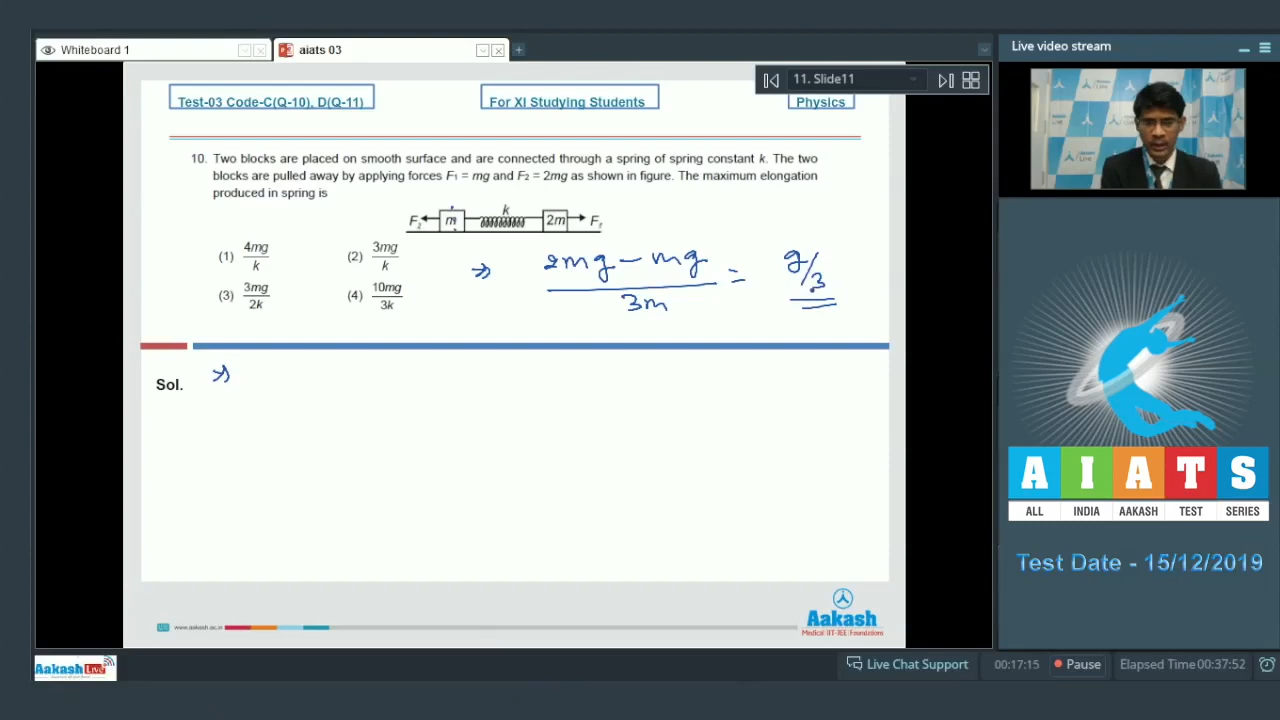 Whiteboard 1
aiats 03
Live video stream
11. Slide11
Test-03 Code-C(Q-10), D(Q-11)
For XI Studying Students
Physics
10. Two blocks are placed on smooth surface and are connected through a spring of spring constant k. The two
blocks are pulled away by applying forces F₁ = mg and F₂ = 2mg as shown in figure. The maximum elongation
produced in spring is
F₂ m k 2m F₁
(1) 4mg/k (2) 3mg/k
(3) 3mg/2k (4) 10mg/3k
⇒ 2mg − mg / 3m = g/3
Sol. ⇒
www.aakash.ac.in
Aakash
Medical | IIT-JEE | Foundations
AIATS
ALL INDIA AAKASH TEST SERIES
Test Date - 15/12/2019
Aakash Live
Live Chat Support
00:17:15
Pause
Elapsed Time 00:37:52